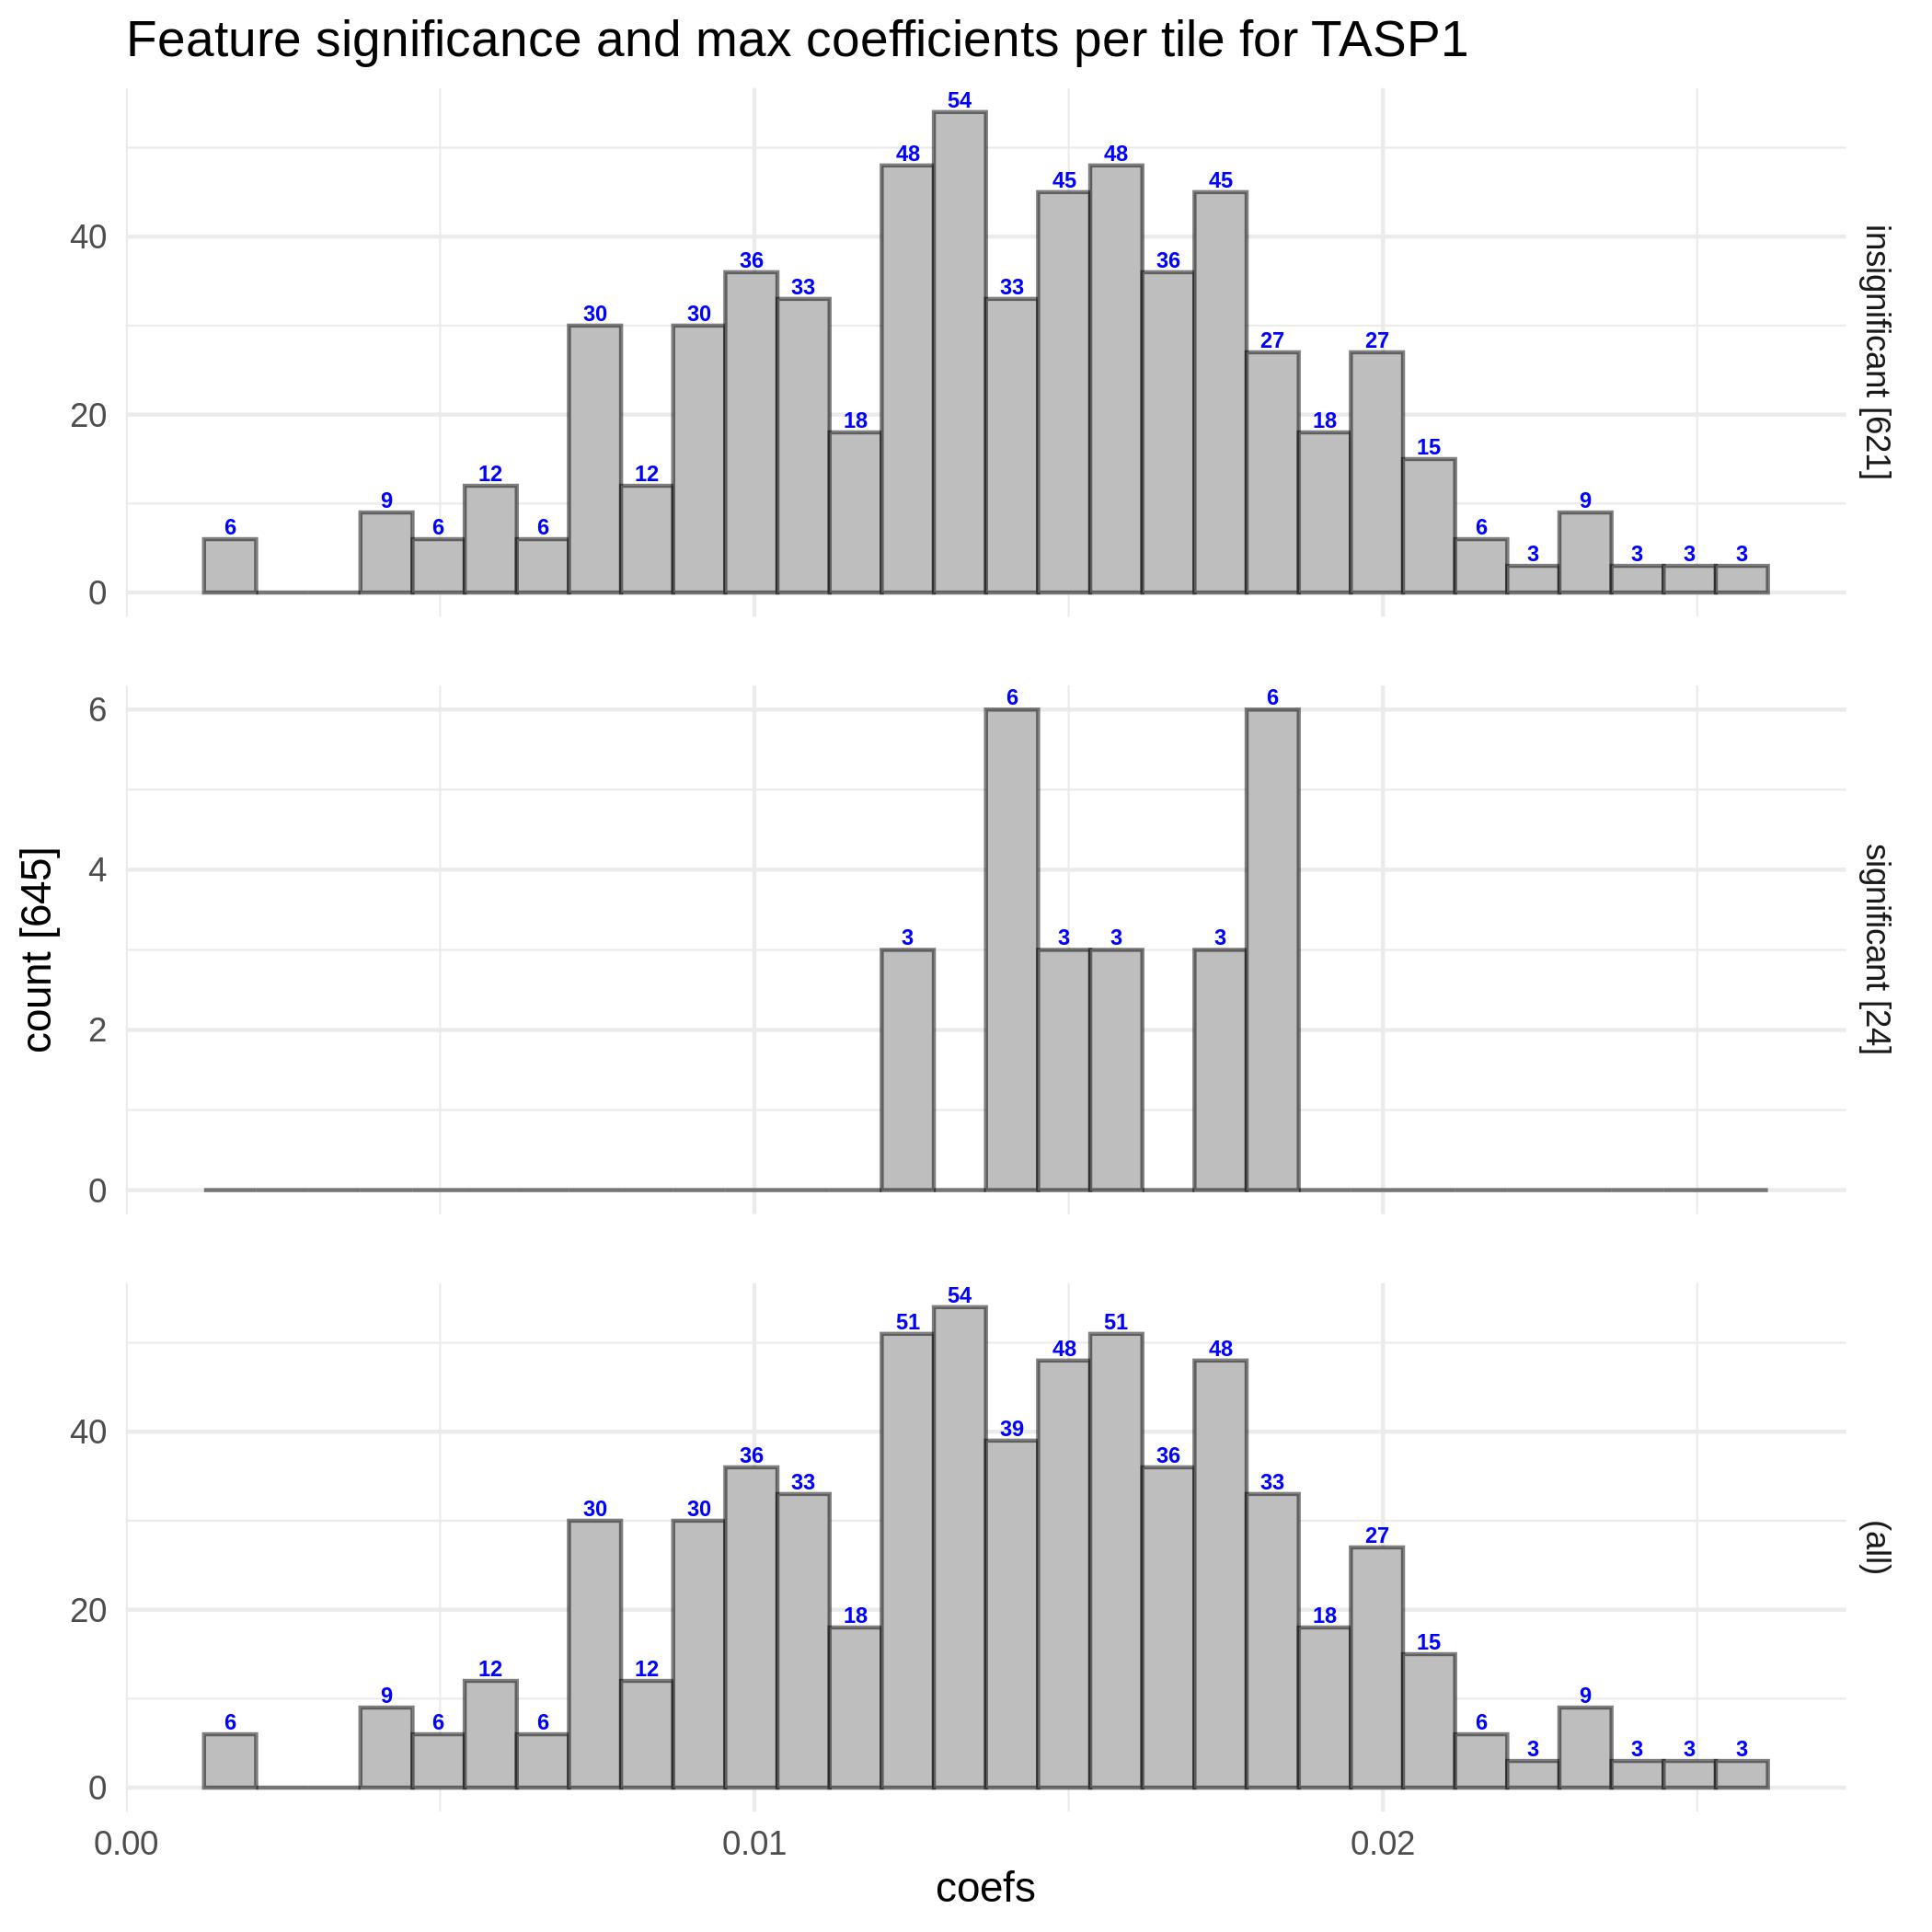 Feature significance and max coefficients per tile for TASP1
54
48 48
45 45
40
36 36
33 33
30 30
27 27
20
18 18
15
12 12
9 9
6 6 6 6
3 3 3 3
0
insignificant [621]
6
6 6
4
3 3 3 3
2
0
significant [24]
count [645]
54
51 51
48 48
40
39
36 36
33 33
30 30
27
20
18 18
15
12 12
9 9
6 6 6 6
3 3 3 3
0
(all)
0.00 0.01 0.02
coefs